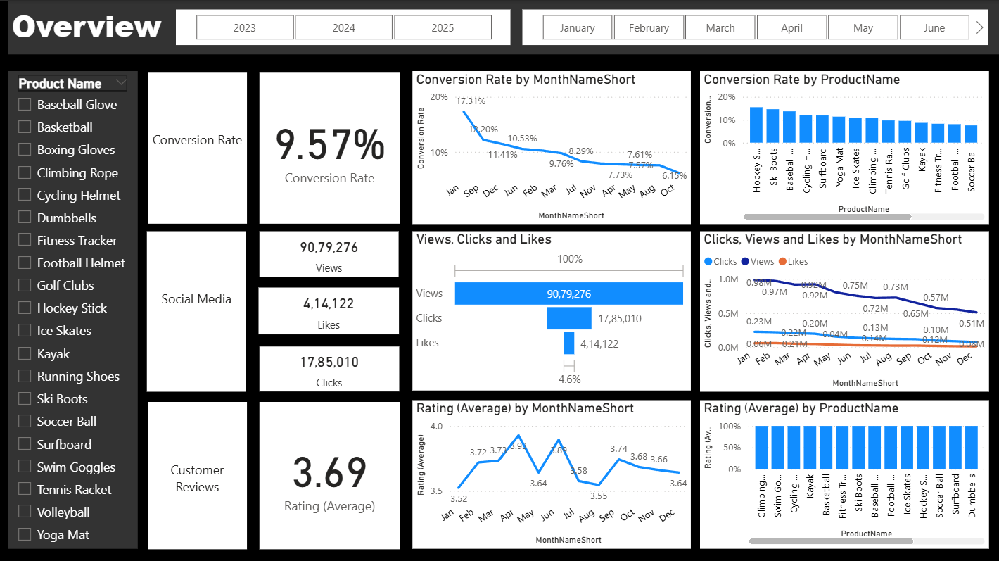 Overview
2023
2024
2025
January
February
March
April
May
June
Product Name
Baseball Glove
Basketball
Boxing Gloves
Climbing Rope
Cycling Helmet
Dumbbells
Fitness Tracker
Football Helmet
Golf Clubs
Hockey Stick
Ice Skates
Kayak
Running Shoes
Ski Boots
Soccer Ball
Surfboard
Swim Goggles
Tennis Racket
Volleyball
Yoga Mat
Conversion Rate
9.57%
Conversion Rate
Conversion Rate by MonthNameShort
Conversion Rate
20%
10%
17.31%
12.20%
11.41%
10.53%
9.76%
8.29%
7.73%
7.61%
7.57%
6.15%
Jan
Sep
Dec
Jun
Feb
Mar
Jul
Nov
Apr
May
Aug
Oct
MonthNameShort
Conversion Rate by ProductName
Conversion...
20%
10%
0%
Hockey S...
Ski Boots
Baseball ...
Cycling H...
Surfboard
Yoga Mat
Ice Skates
Climbing ...
Tennis Ra...
Golf Clubs
Kayak
Fitness Tr...
Football ...
Soccer Ball
ProductName
Social Media
90,79,276
Views
4,14,122
Likes
17,85,010
Clicks
Views, Clicks and Likes
100%
Views
90,79,276
Clicks
17,85,010
Likes
4,14,122
4.6%
Clicks, Views and Likes by MonthNameShort
Clicks
Views
Likes
Clicks, Views and...
1.0M
0.5M
0.0M
0.98M
0.97M
0.92M
0.92M
0.75M
0.72M
0.73M
0.65M
0.57M
0.51M
0.23M
0.22M
0.20M
0.04M
0.13M
0.14M
0.10M
0.12M
0.08M
0.06M
0.21M
Jan
Feb
Mar
Apr
May
Jun
Jul
Aug
Sep
Oct
Nov
Dec
MonthNameShort
Customer
Reviews
3.69
Rating (Average)
Rating (Average) by MonthNameShort
Rating (Average)
4.0
3.5
3.52
3.72
3.73
3.93
3.64
3.89
3.58
3.55
3.74
3.68
3.66
3.64
Jan
Feb
Mar
Apr
May
Jun
Jul
Aug
Sep
Oct
Nov
Dec
MonthNameShort
Rating (Average) by ProductName
Rating (Av...
100%
50%
0%
Climbing...
Swim Go...
Cycling ...
Kayak
Basketball
Fitness Tr...
Ski Boots
Baseball ...
Football ...
Ice Skates
Hockey S...
Soccer Ball
Surfboard
Dumbbells
ProductName